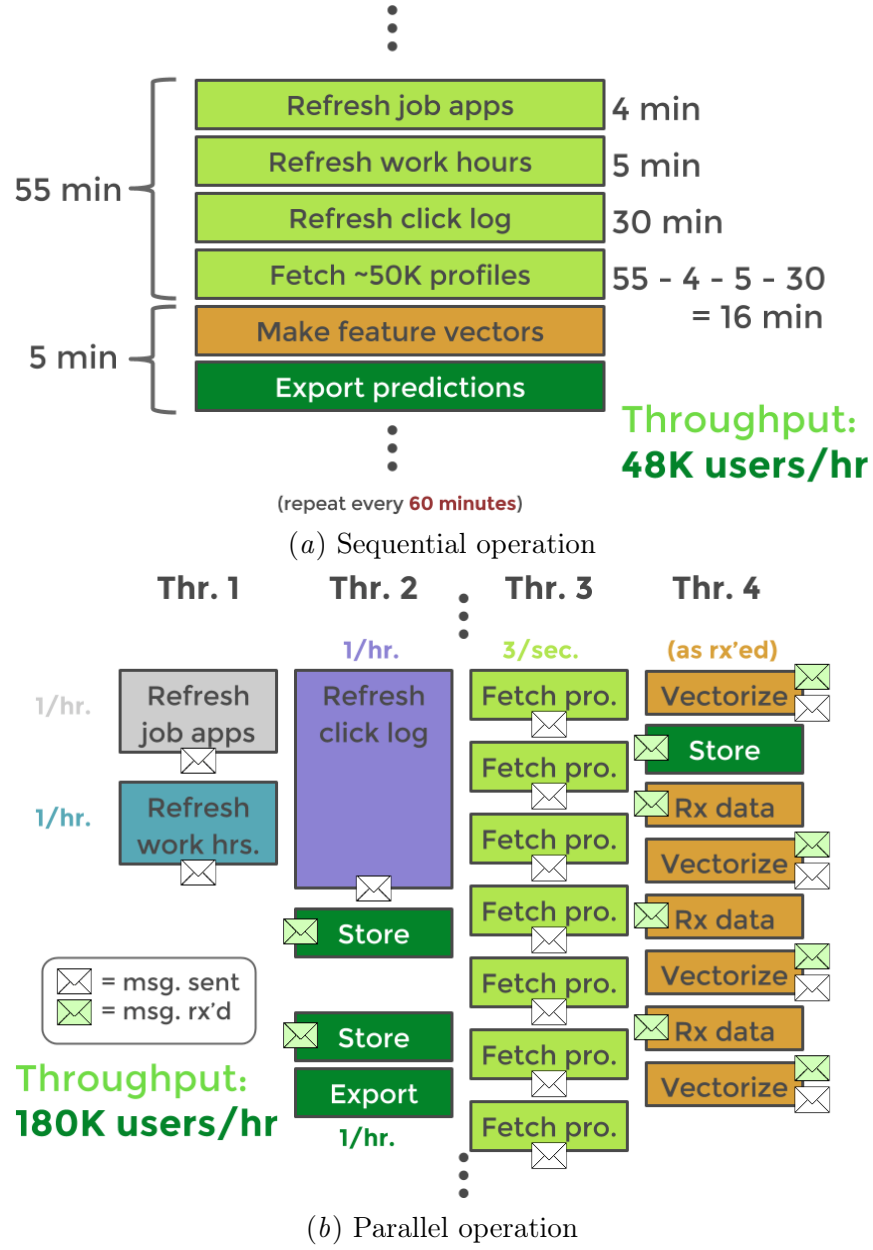 Refresh job apps
4 min
Refresh work hours
5 min
55 min
Refresh click log
30 min
Fetch ~50K profiles
55 - 4 - 5 - 30
= 16 min
Make feature vectors
5 min
Export predictions
Throughput:
48K users/hr
(repeat every 60 minutes)
(a) Sequential operation
Thr. 1
Thr. 2
Thr. 3
Thr. 4
1/hr.
Refresh
job apps
1/hr.
Refresh
work hrs.
1/hr.
Refresh
click log
Store
Store
Export
1/hr.
3/sec.
Fetch pro.
Fetch pro.
Fetch pro.
Fetch pro.
Fetch pro.
Fetch pro.
Fetch pro.
(as rx'ed)
Vectorize
Store
Rx data
Vectorize
Rx data
Vectorize
Rx data
Vectorize
= msg. sent
= msg. rx'd
Throughput:
180K users/hr
(b) Parallel operation